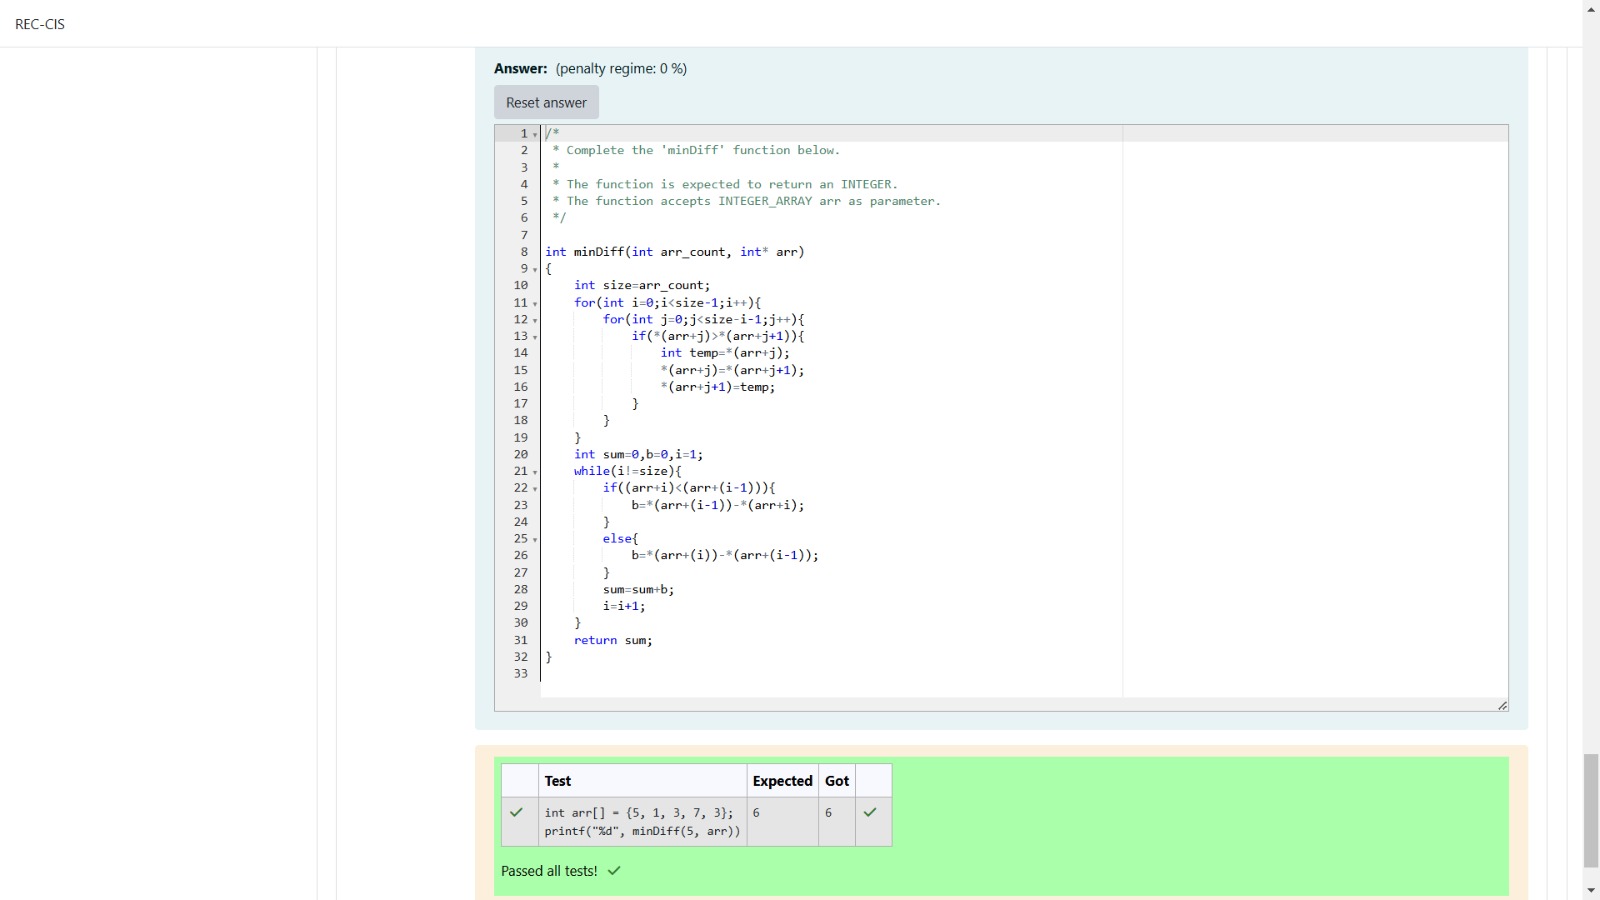 REC-CIS
Answer: (penalty regime: 0 %)
Reset answer
1 /*
2  * Complete the 'minDiff' function below.
3  *
4  * The function is expected to return an INTEGER.
5  * The function accepts INTEGER_ARRAY arr as parameter.
6  */
7
8 int minDiff(int arr_count, int* arr)
9 {
10     int size=arr_count;
11     for(int i=0;i<size-1;i++){
12         for(int j=0;j<size-i-1;j++){
13             if(*(arr+j)>*(arr+j+1)){
14                 int temp=*(arr+j);
15                 *(arr+j)=*(arr+j+1);
16                 *(arr+j+1)=temp;
17             }
18         }
19     }
20     int sum=0,b=0,i=1;
21     while(i!=size){
22         if((arr+i)<(arr+(i-1))){
23             b=*(arr+(i-1))-*(arr+i);
24         }
25         else{
26             b=*(arr+(i))-*(arr+(i-1));
27         }
28         sum=sum+b;
29         i=i+1;
30     }
31     return sum;
32 }
33
Test Expected Got
int arr[] = {5, 1, 3, 7, 3}; 6 6
printf("%d", minDiff(5, arr))
Passed all tests!